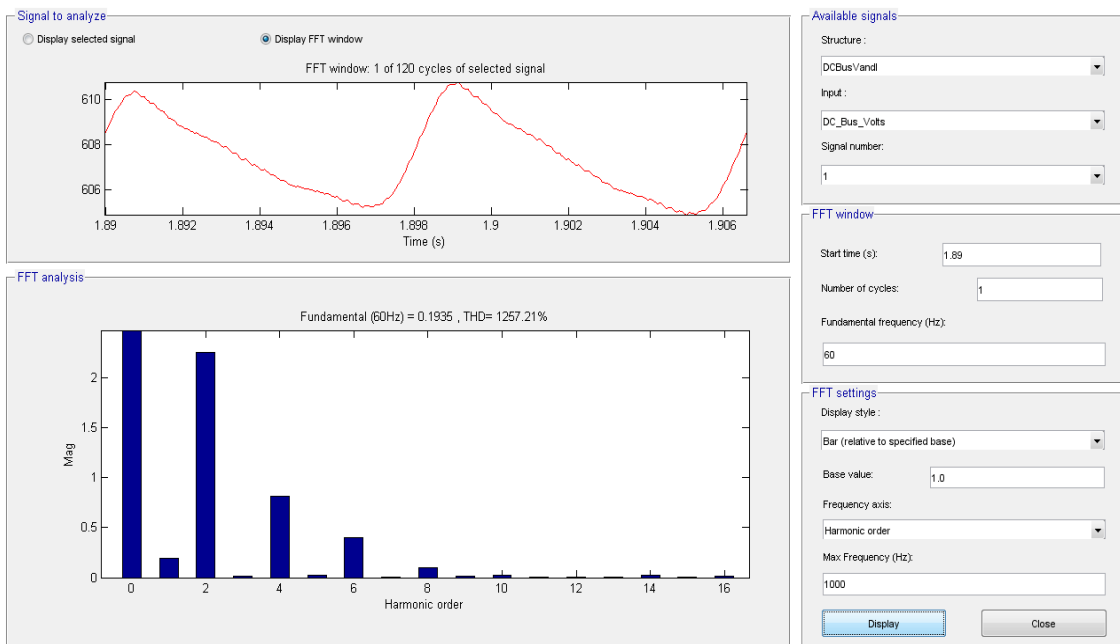 Signal to analyze
Display selected signal
Display FFT window
FFT window: 1 of 120 cycles of selected signal
610
608
606
1.89 1.892 1.894 1.896 1.898 1.9 1.902 1.904 1.906
Time (s)
FFT analysis
Fundamental (60Hz) = 0.1935 , THD= 1257.21%
2
1.5
1
0.5
0
Mag
0 2 4 6 8 10 12 14 16
Harmonic order
Available signals
Structure :
DCBusVandI
Input :
DC_Bus_Volts
Signal number:
1
FFT window
Start time (s):
1.89
Number of cycles:
1
Fundamental frequency (Hz):
60
FFT settings
Display style :
Bar (relative to specified base)
Base value:
1.0
Frequency axis:
Harmonic order
Max Frequency (Hz):
1000
Display
Close